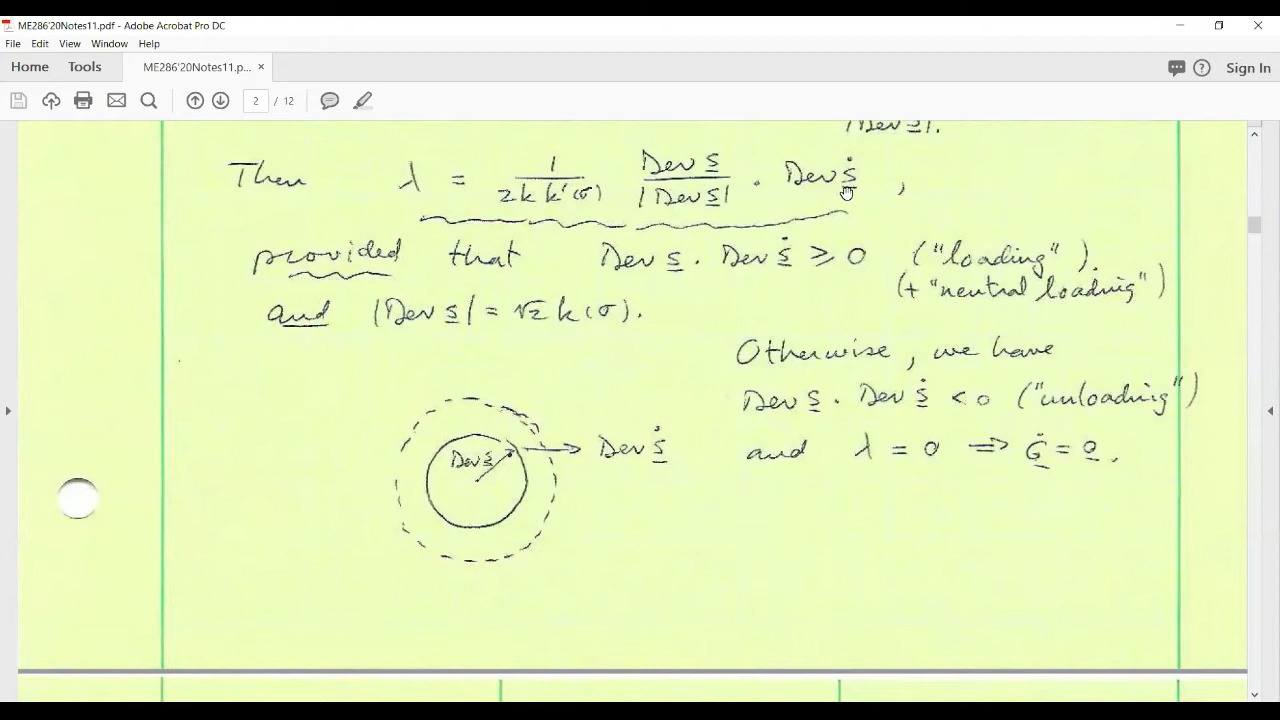 ME286'20Notes11.pdf - Adobe Acrobat Pro DC
File Edit View Window Help
Home Tools ME286'20Notes11.p... × Sign In
2 / 12
|Dev s|.
Then λ = 1/(2k k'(σ)) Dev s/|Dev s| · Dev ṡ ,
provided that Dev s · Dev ṡ ≥ 0 ("loading").
(+ "neutral loading")
and |Dev s| = √2 k(σ).
Otherwise, we have
Dev s · Dev ṡ < 0 ("unloading")
Dev s → Dev ṡ and λ = 0 ⇒ Ġ = 0.